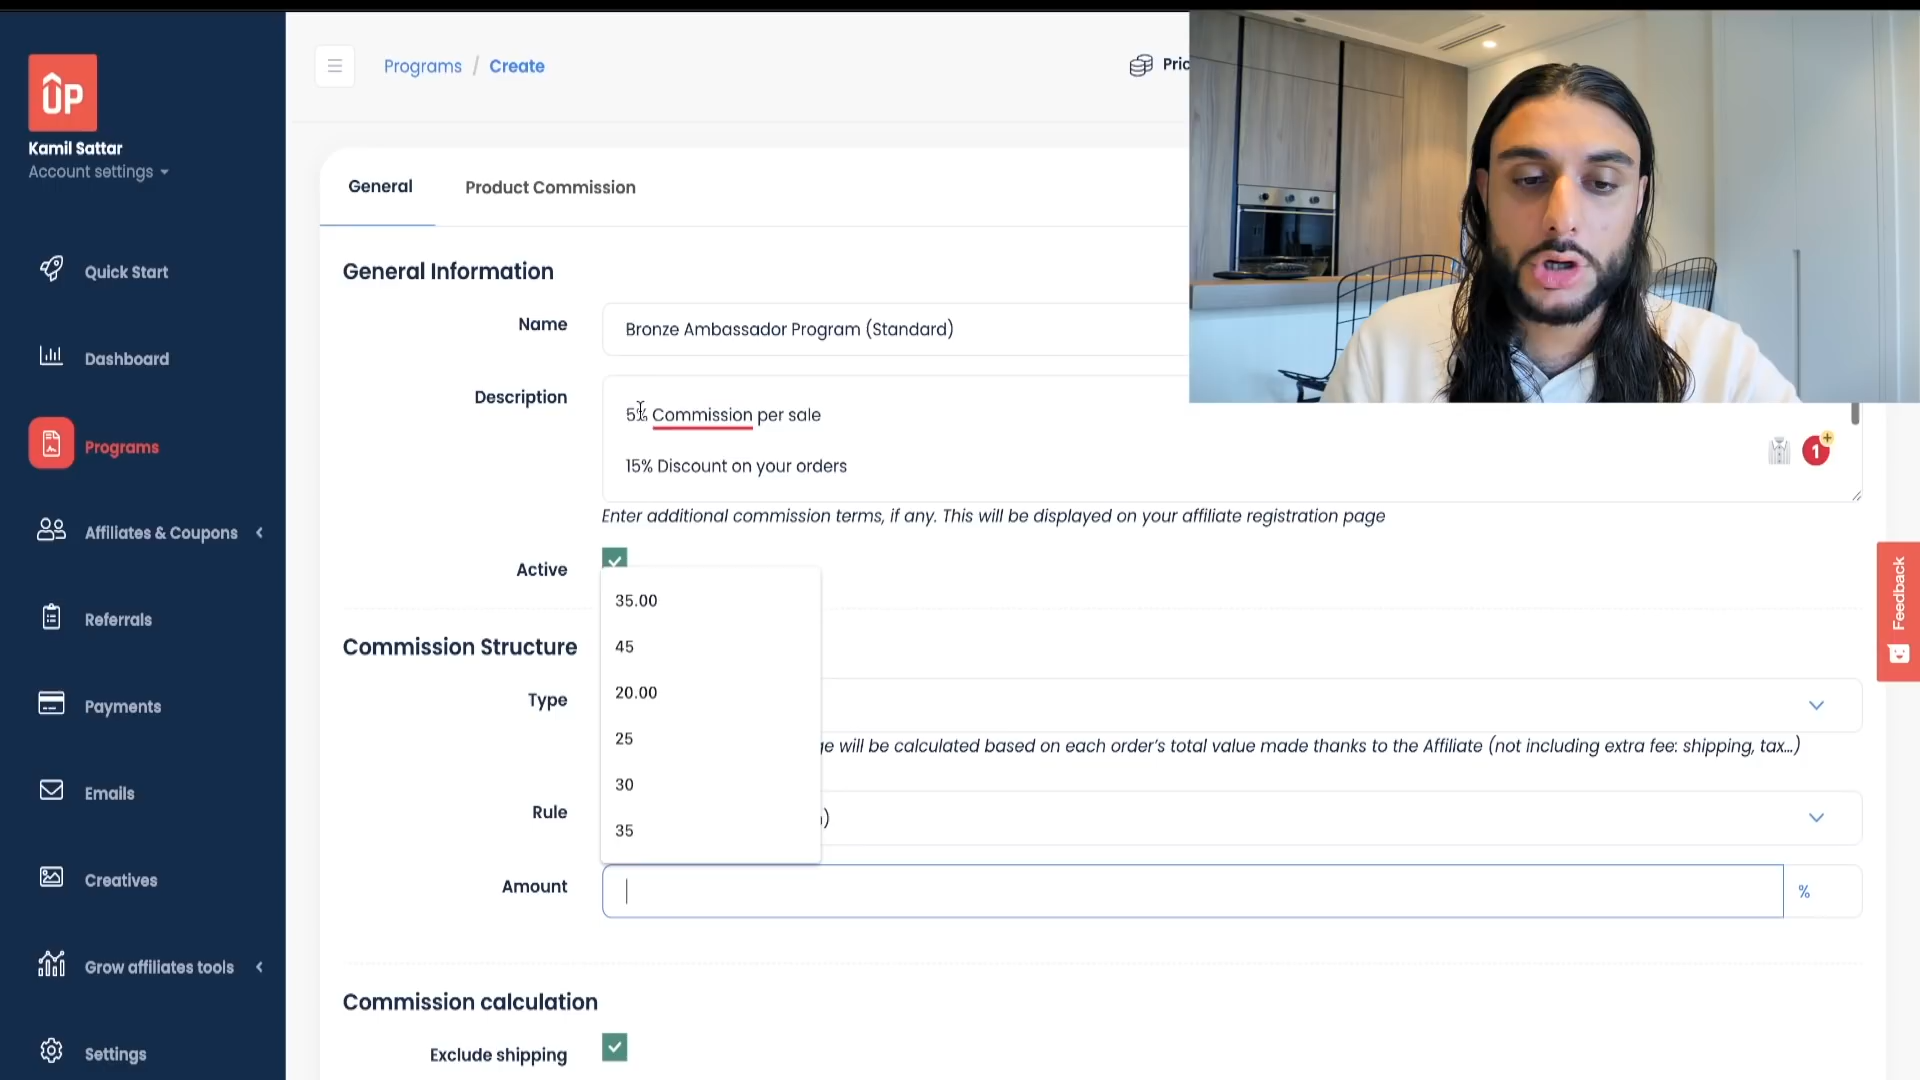 ÛP
Kamil Sattar
Account settings
Quick Start
Dashboard
Programs
Affiliates & Coupons
Referrals
Payments
Emails
Creatives
Grow affiliates tools
Settings
Programs / Create
General
Product Commission
General Information
Name
Bronze Ambassador Program (Standard)
Description
5% Commission per sale
15% Discount on your orders
1
Enter additional commission terms, if any. This will be displayed on your affiliate registration page
Active
35.00
45
20.00
25
30
35
Commission Structure
Type
will be calculated based on each order's total value made thanks to the Affiliate (not including extra fee: shipping, tax...)
Rule
Amount
%
Commission calculation
Exclude shipping
Feedback